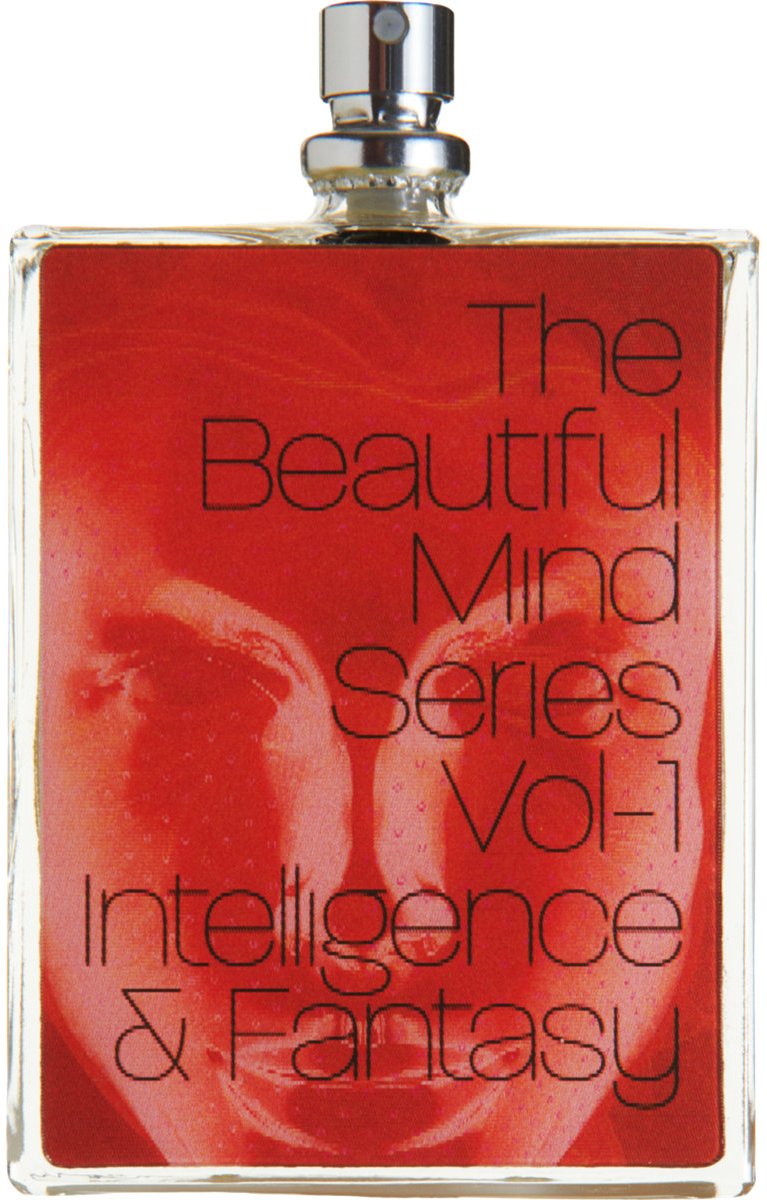 The
Beautiful
Mind
Series
Vol-1
Intelligence
& Fantasy